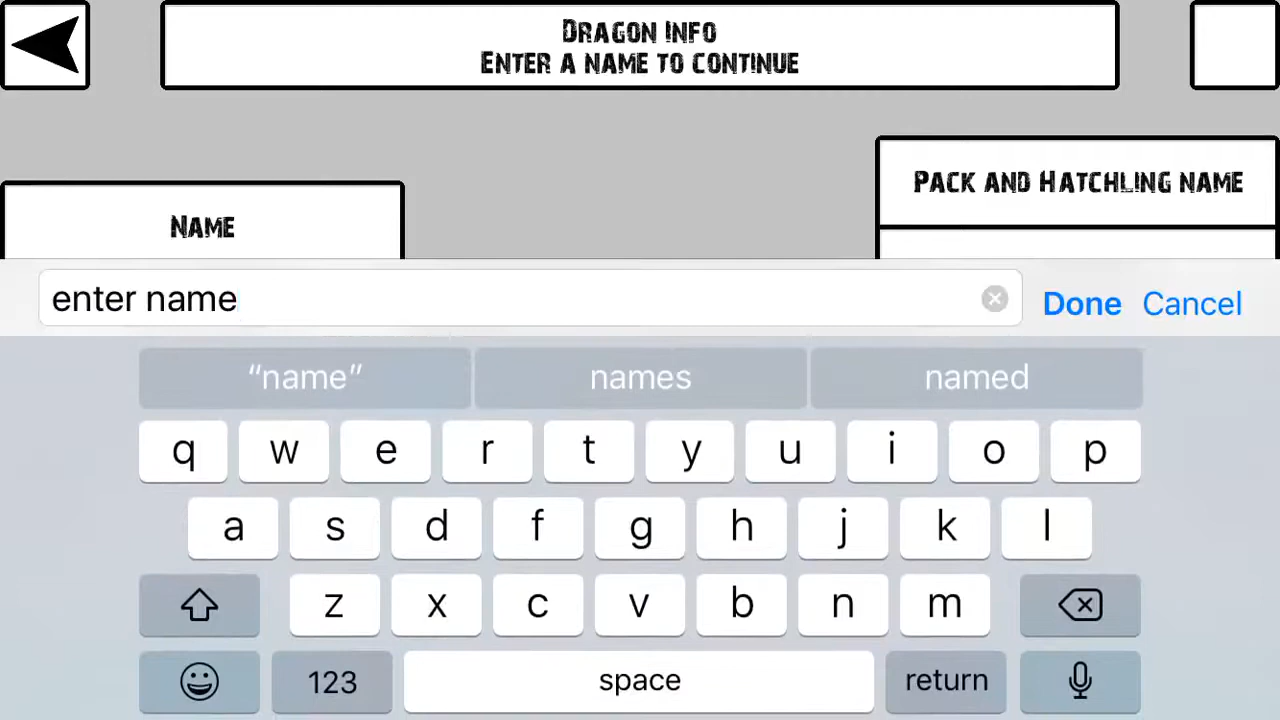 Dragon Info
Enter a name to continue
Pack and Hatchling name
Name
enter name
Done Cancel
“name” names named
q w e r t y u i o p
a s d f g h j k l
z x c v b n m
123 space return